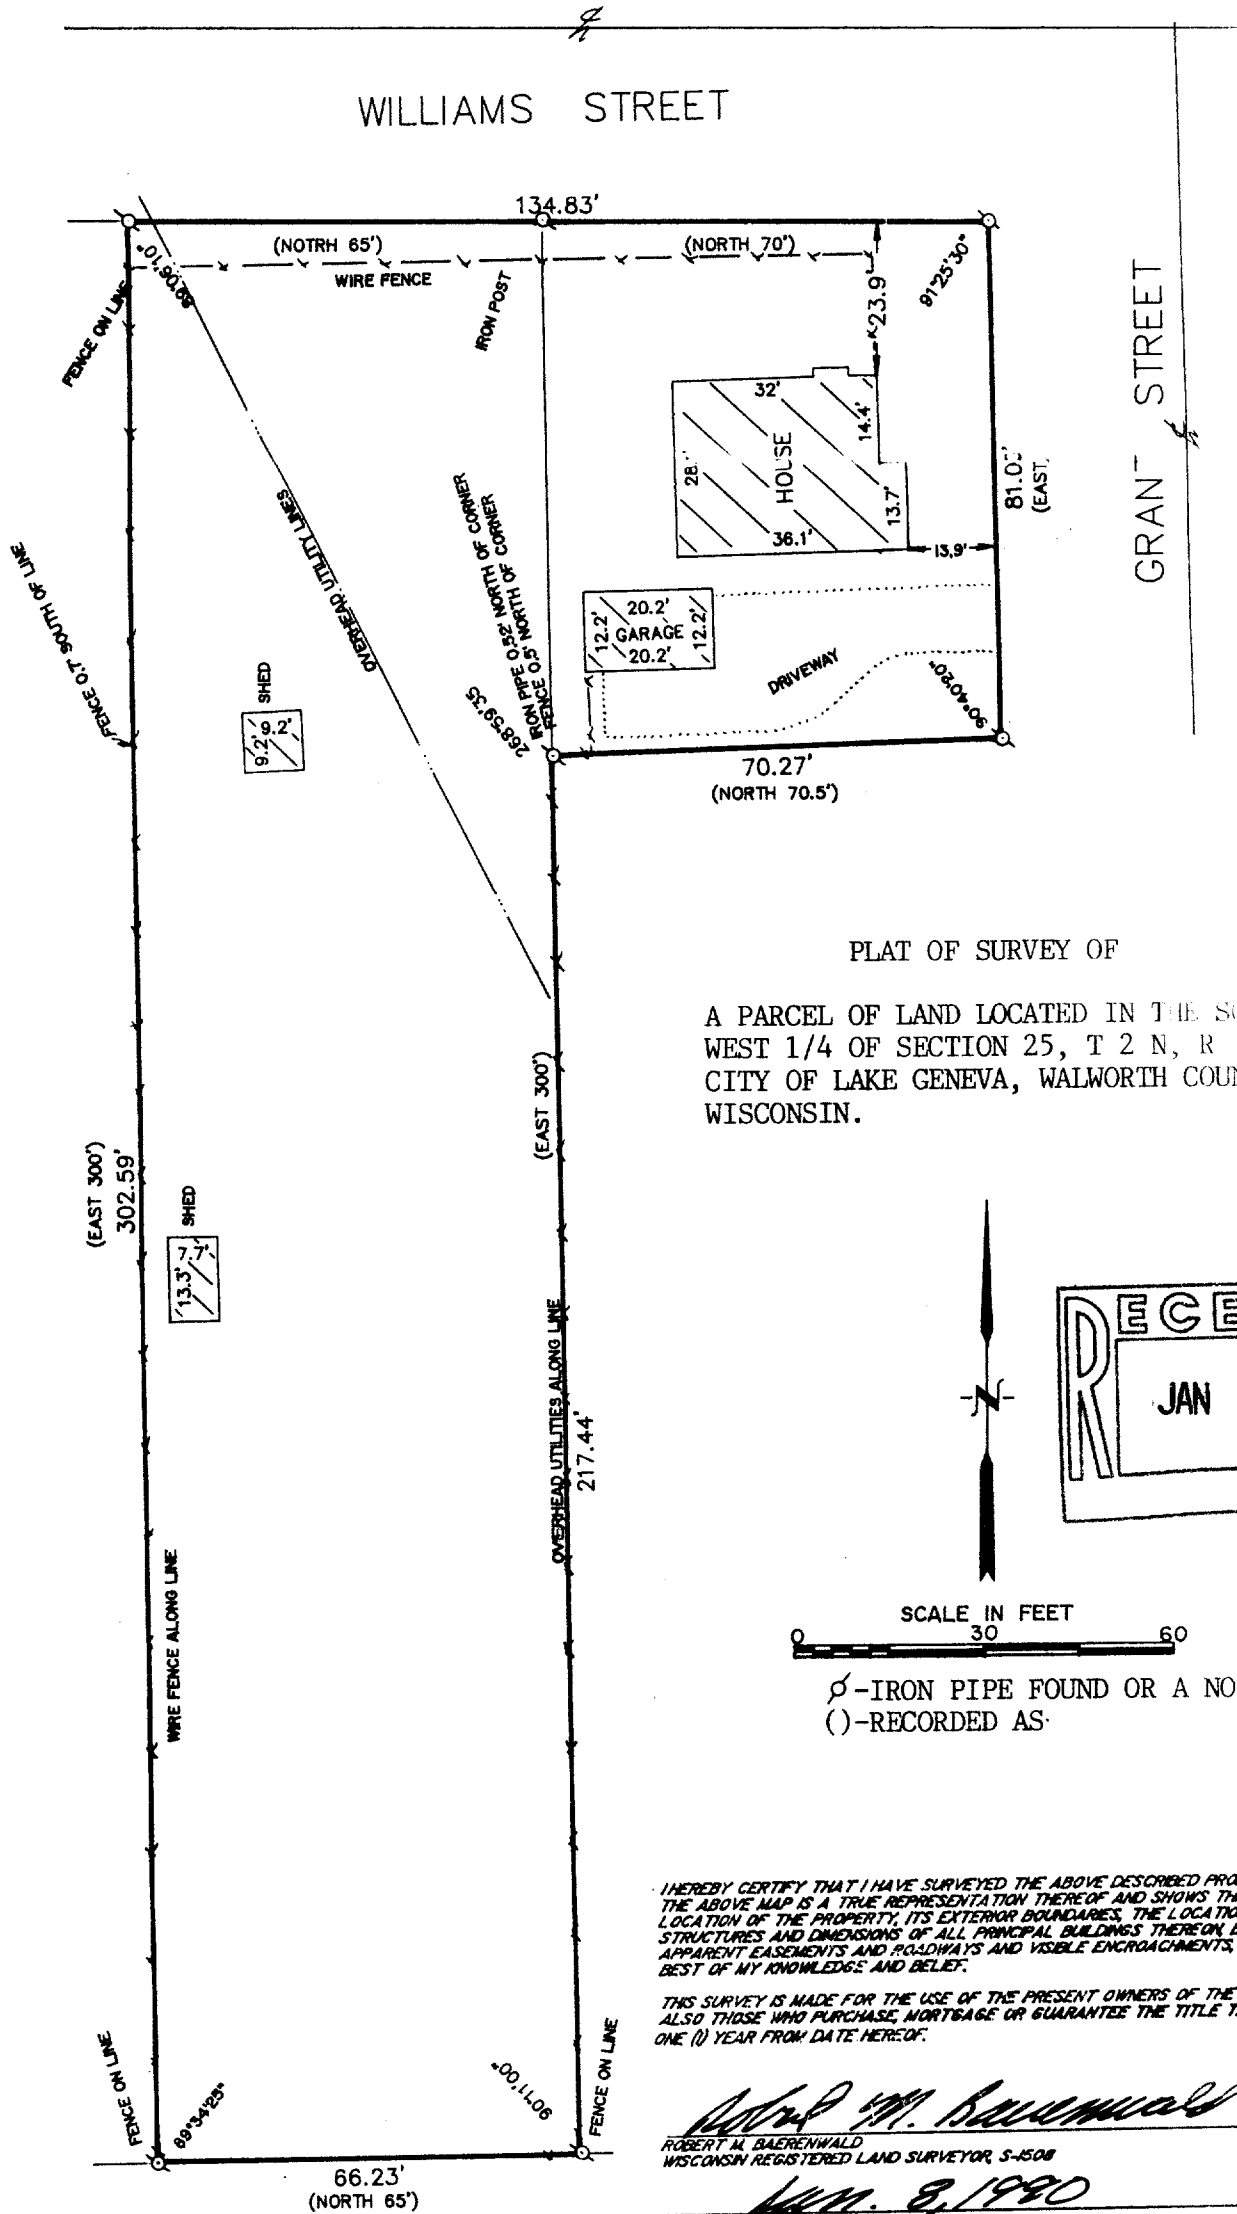 WILLIAMS STREET
134.83'
(NOTRH 65')
(NORTH 70')
WIRE FENCE
IRON POST
FENCE ON LINE
23.9'
91°25'30"
GRANT STREET
32'
14.4'
HOUSE
28.
13.7'
36.1'
13.9'
(EAST
OVERHEAD UTILITY LINES
IRON PIPE 0.52' NORTH OF CORNER
FENCE 0.5' NORTH OF CORNER
268°59'35
FENCE 0.7' SOUTH OF LINE
SHED
9.2'
9.2'
20.2'
12.2'
GARAGE
12.2'
20.2'
DRIVEWAY
90°40'20"
70.27'
(NORTH 70.5')
PLAT OF SURVEY OF
A PARCEL OF LAND LOCATED IN THE SO
WEST 1/4 OF SECTION 25, T 2 N, R
CITY OF LAKE GENEVA, WALWORTH COUN
WISCONSIN.
(EAST 300')
(EAST 300')
302.59'
SHED
7.7'
13.3'
OVERHEAD UTILITIES ALONG LINE
217.44'
WIRE FENCE ALONG LINE
N
RECE
JAN
SCALE IN FEET
0 30 60
Ø-IRON PIPE FOUND OR A NO
()-RECORDED AS
I HEREBY CERTIFY THAT I HAVE SURVEYED THE ABOVE DESCRIBED PRO
THE ABOVE MAP IS A TRUE REPRESENTATION THEREOF AND SHOWS TH
LOCATION OF THE PROPERTY, ITS EXTERIOR BOUNDARIES, THE LOCATIO
STRUCTURES AND DIMENSIONS OF ALL PRINCIPAL BUILDINGS THEREON,
APPARENT EASEMENTS AND ROADWAYS AND VISIBLE ENCROACHMENTS,
BEST OF MY KNOWLEDGE AND BELIEF.
THIS SURVEY IS MADE FOR THE USE OF THE PRESENT OWNERS OF THE
ALSO THOSE WHO PURCHASE, MORTGAGE OR GUARANTEE THE TITLE T
ONE (1) YEAR FROM DATE HEREOF.
FENCE ON LINE
89°34'25"
90°11'00"
FENCE ON LINE
66.23'
(NORTH 65')
Robert M. Baerenwald
ROBERT M. BAERENWALD
WISCONSIN REGISTERED LAND SURVEYOR, S-1508
Jan. 8, 1990